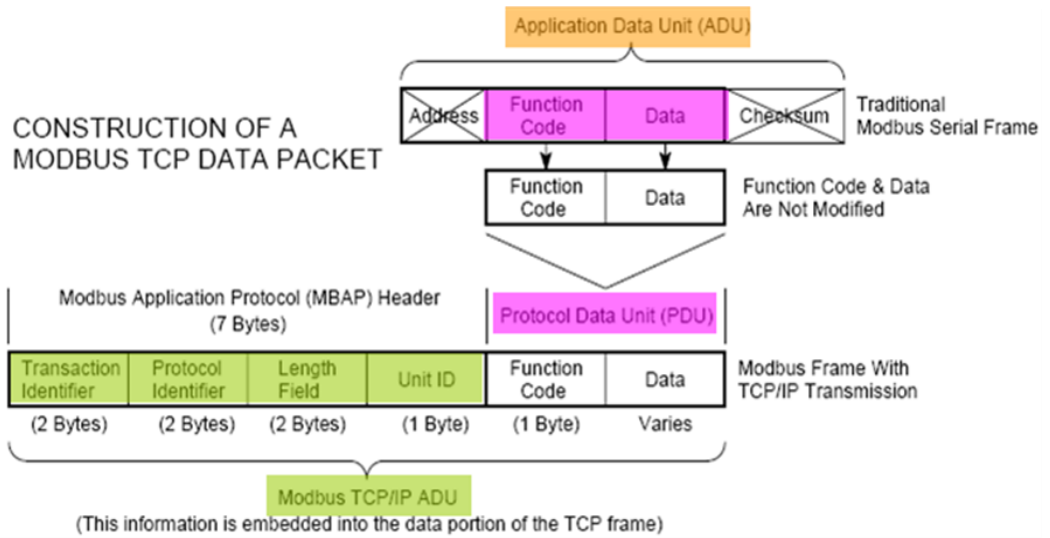 Application Data Unit (ADU)
CONSTRUCTION OF A
MODBUS TCP DATA PACKET
Address
Function
Code
Data
Checksum
Traditional
Modbus Serial Frame
Function
Code
Data
Function Code & Data
Are Not Modified
Modbus Application Protocol (MBAP) Header
(7 Bytes)
Protocol Data Unit (PDU)
Transaction
Identifier
Protocol
Identifier
Length
Field
Unit ID
Function
Code
Data
Modbus Frame With
TCP/IP Transmission
(2 Bytes)
(2 Bytes)
(2 Bytes)
(1 Byte)
(1 Byte)
Varies
Modbus TCP/IP ADU
(This information is embedded into the data portion of the TCP frame)